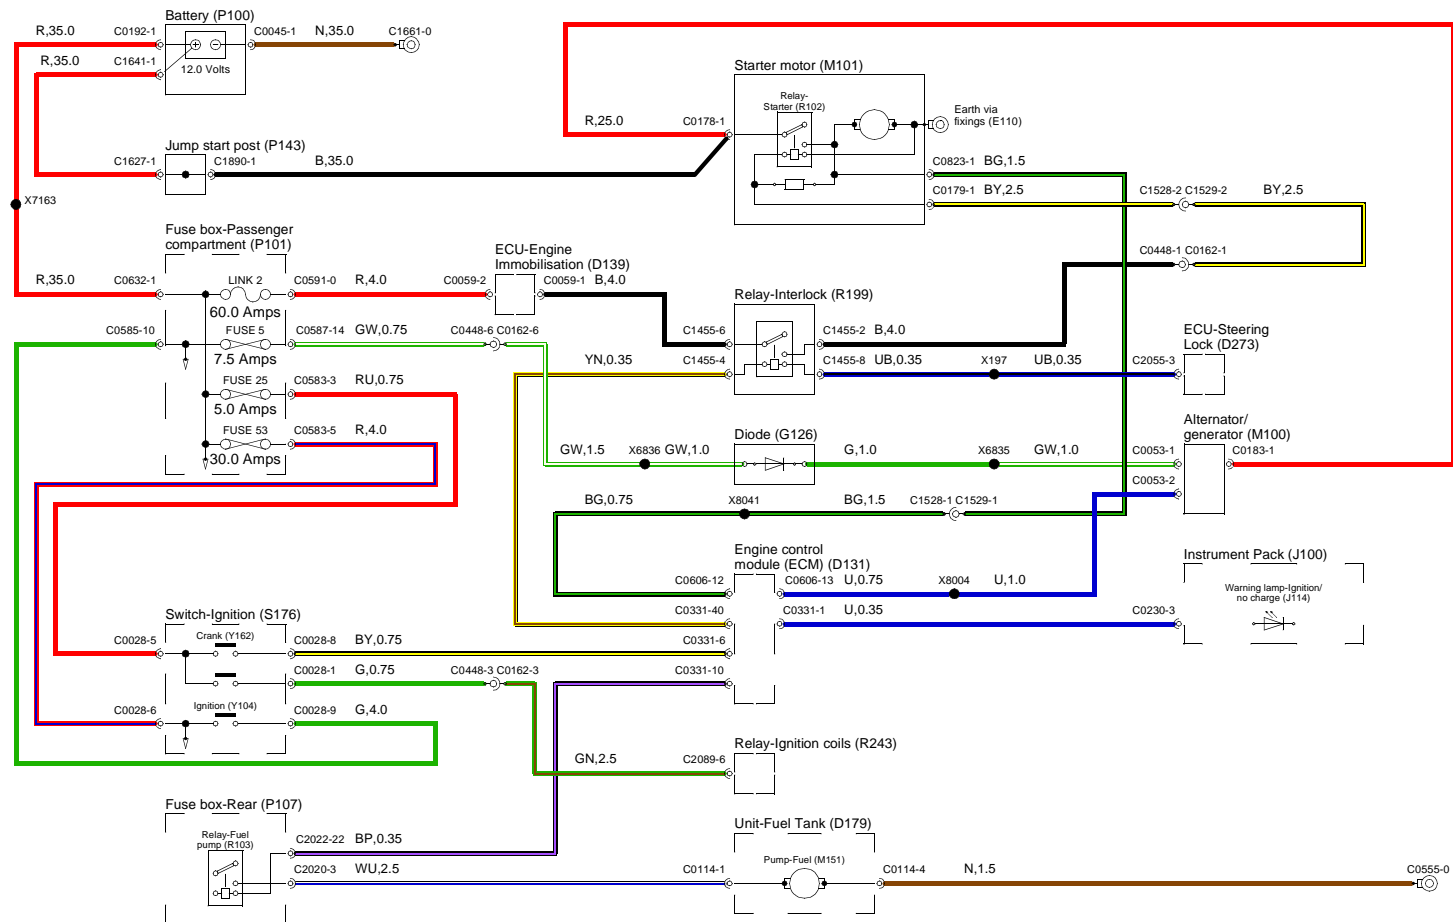 Battery (P100)
R,35.0 C0192-1 C0045-1 N,35.0 C1661-0
R,35.0 C1641-1
12.0 Volts
Starter motor (M101)
Relay-
Starter (R102)
R,25.0 C0178-1
Earth via
fixings (E110)
Jump start post (P143)
C1627-1 C1890-1 B,35.0
C0823-1 BG,1.5
C0179-1 BY,2.5 C1528-2 C1529-2 BY,2.5
X7163
Fuse box-Passenger
compartment (P101)
R,35.0 C0632-1 LINK 2 C0591-0 R,4.0
60.0 Amps
ECU-Engine
Immobilisation (D139)
C0059-2 C0059-1 B,4.0
C0448-1 C0162-1
C0585-10 FUSE 5 C0587-14 GW,0.75 C0448-6 C0162-6
7.5 Amps
Relay-Interlock (R199)
C1455-6 C1455-2 B,4.0
YN,0.35 C1455-4 C1455-8 UB,0.35 X197 UB,0.35 C2055-3
ECU-Steering
Lock (D273)
FUSE 25 C0583-3 RU,0.75
5.0 Amps
FUSE 53 C0583-5 R,4.0
30.0 Amps
Diode (G126)
GW,1.5 X6836 GW,1.0 G,1.0 X6835 GW,1.0 C0053-1
Alternator/
generator (M100)
C0183-1
C0053-2
BG,0.75 X8041 BG,1.5 C1528-1 C1529-1
Engine control
module (ECM) (D131)
C0606-12 C0606-13 U,0.75 X8004 U,1.0
C0331-40 C0331-1 U,0.35 C0230-3
Instrument Pack (J100)
Warning lamp-Ignition/
no charge (J114)
Switch-Ignition (S176)
C0028-5 Crank (Y162) C0028-8 BY,0.75 C0331-6
C0028-1 G,0.75 C0448-3 C0162-3 C0331-10
C0028-6 Ignition (Y104) C0028-9 G,4.0
Relay-Ignition coils (R243)
GN,2.5 C2089-6
Fuse box-Rear (P107)
Relay-Fuel
pump (R103)
C2022-22 BP,0.35
C2020-3 WU,2.5 C0114-1
Unit-Fuel Tank (D179)
Pump-Fuel (M151)
C0114-4 N,1.5 C0555-0